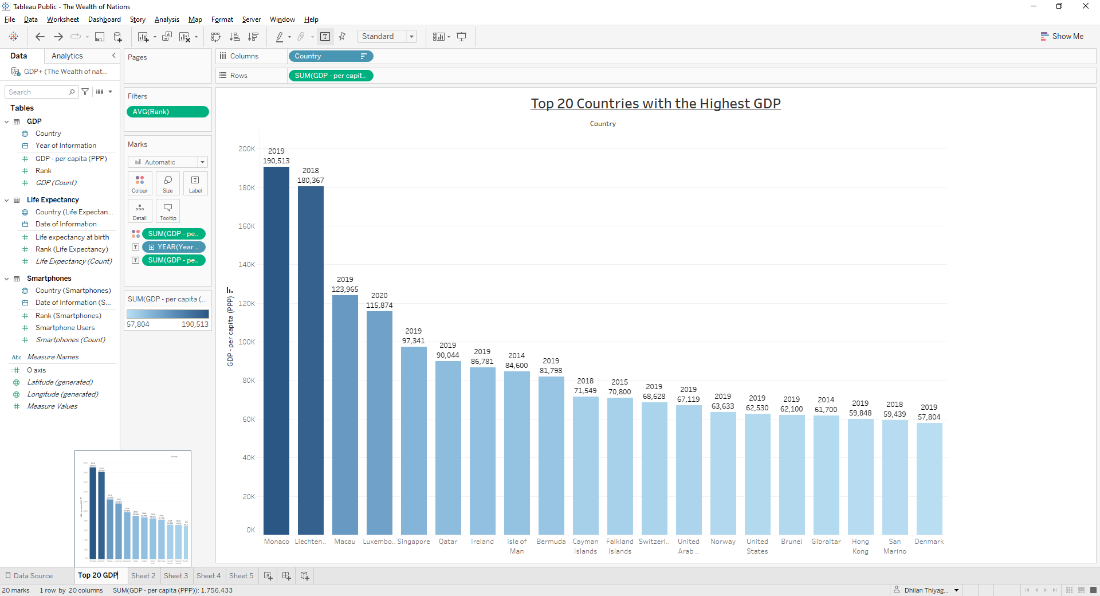 Tableau Public - The Wealth of Nations
File Data Worksheet Dashboard Story Analysis Map Format Server Window Help
Standard
Show Me
Data Analytics
GDP+ (The Wealth of nat...
Search
Tables
GDP
Country
Year of Information
GDP - per capita (PPP)
Rank
GDP (Count)
Life Expectancy
Country (Life Expectan...
Date of Information
Life expectancy at birth
Rank (Life Expectancy)
Life Expectancy (Count)
Smartphones
Country (Smartphones)
Date of Information (S...
Rank (Smartphones)
Smartphone Users
Smartphones (Count)
Abc Measure Names
0 axis
Latitude (generated)
Longitude (generated)
Measure Values
Pages
Filters
AVG(Rank)
Marks
Automatic
Colour Size Label
Detail Tooltip
SUM(GDP - pe..
YEAR(Year ..
SUM(GDP - pe..
SUM(GDP - per capita (...
57,804 190,513
Columns Country
Rows SUM(GDP - per capit..
Top 20 Countries with the Highest GDP
Country
GDP - per capita (PPP)
200K
180K
160K
140K
120K
100K
80K
60K
40K
20K
0K
2019
190,513
2018
180,367
2019
123,965
2020
115,874
2019
97,341
2019
90,044
2019
86,781
2014
84,600
2019
81,798
2018
71,549
2015
70,800
2019
68,628
2019
67,119
2019
63,633
2019
62,530
2019
62,100
2014
61,700
2019
59,848
2018
59,439
2019
57,804
Monaco
Liechten..
Macau
Luxembo..
Singapore
Qatar
Ireland
Isle of
Man
Bermuda
Cayman
Islands
Falkland
Islands
Switzerl..
United
Arab ..
Norway
United
States
Brunei
Gibraltar
Hong
Kong
San
Marino
Denmark
Data Source Top 20 GDP Sheet 2 Sheet 3 Sheet 4 Sheet 5
20 marks 1 row by 20 columns SUM(GDP - per capita (PPP)): 1,756,433
Dhilan Thiyag...